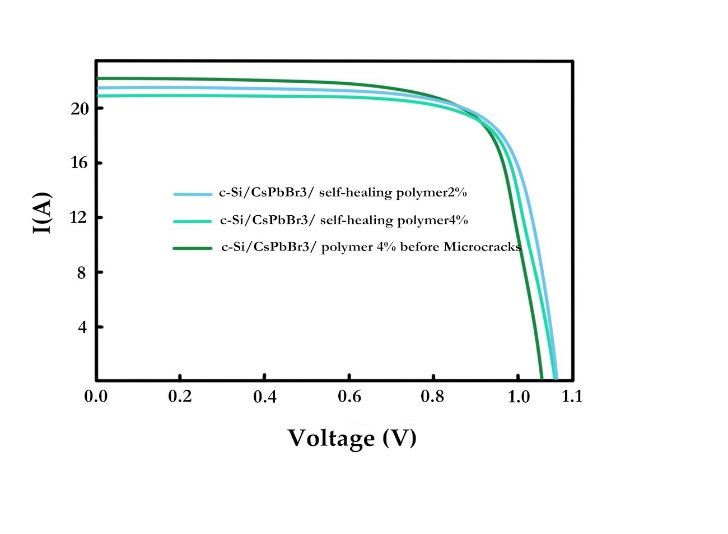 20
16
12
8
4
I(A)
c-Si/CsPbBr3/ self-healing polymer2%
c-Si/CsPbBr3/ self-healing polymer4%
c-Si/CsPbBr3/ polymer 4% before Microcracks
0.0 0.2 0.4 0.6 0.8 1.0 1.1
Voltage (V)